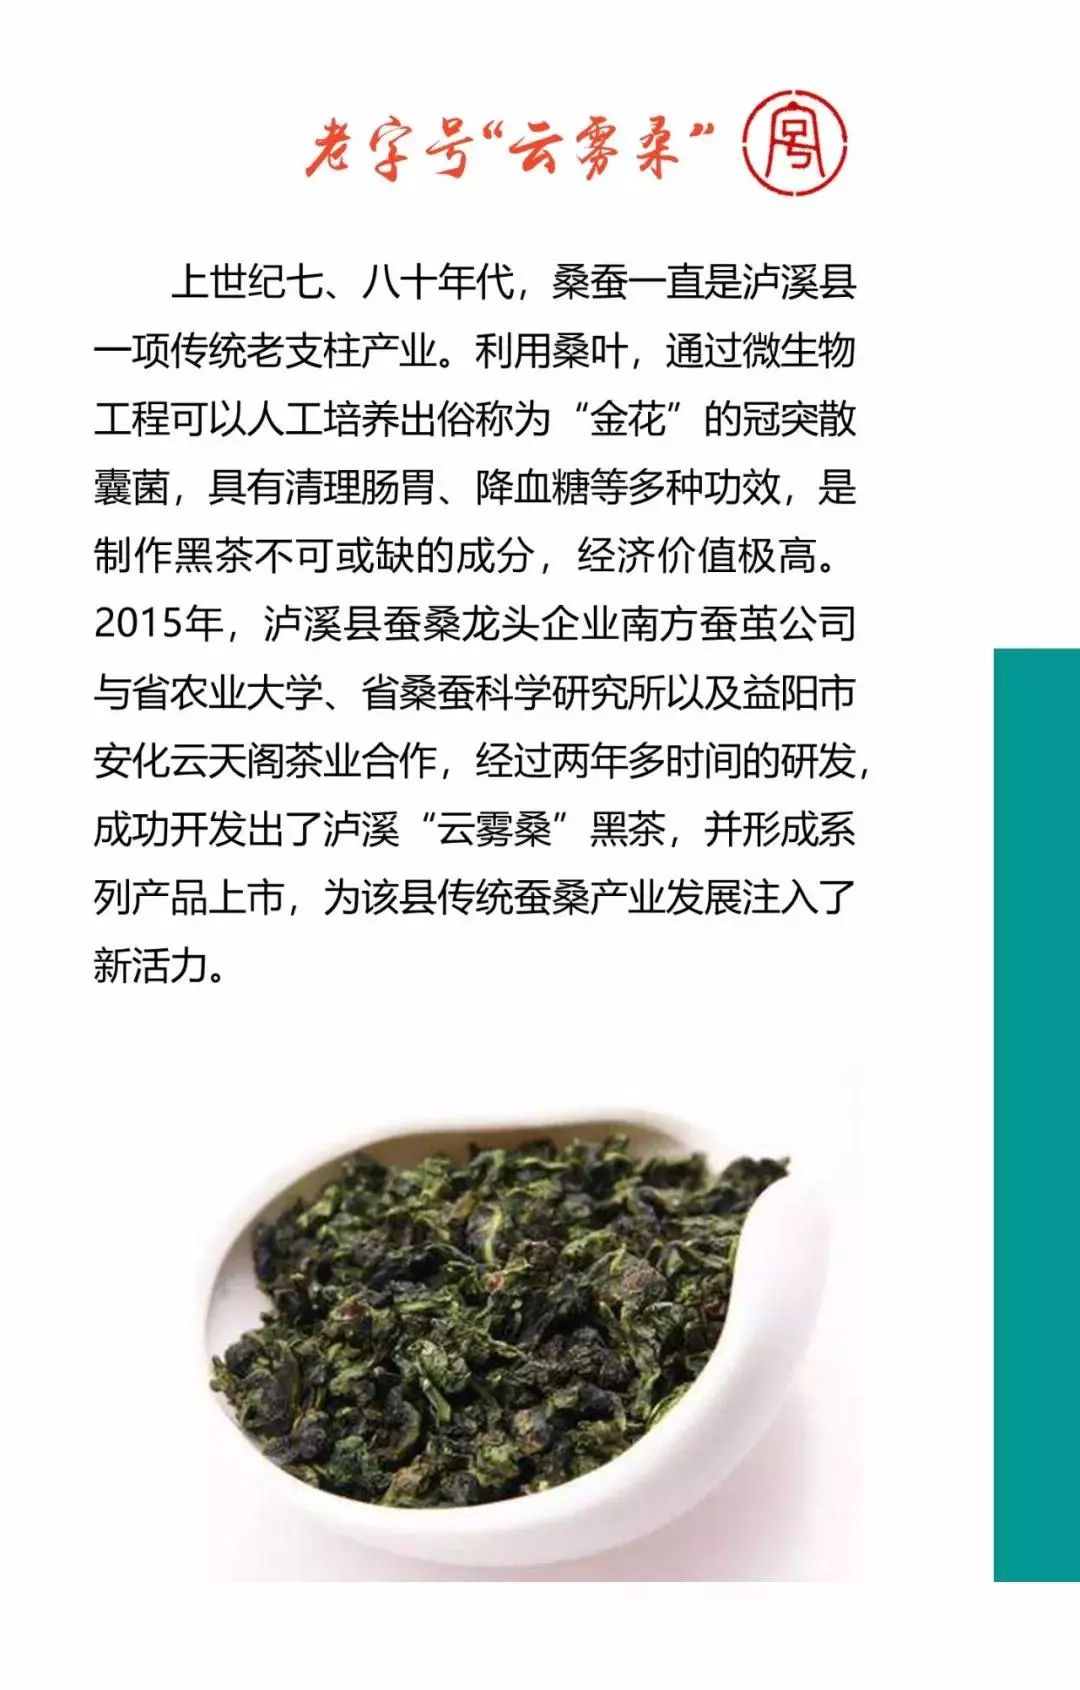 老字号“云雾桑”
上世纪七、八十年代，桑蚕一直是泸溪县
一项传统老支柱产业。利用桑叶，通过微生物
工程可以人工培养出俗称为“金花”的冠突散
囊菌，具有清理肠胃、降血糖等多种功效，是
制作黑茶不可或缺的成分，经济价值极高。
2015年，泸溪县蚕桑龙头企业南方蚕茧公司
与省农业大学、省桑蚕科学研究所以及益阳市
安化云天阁茶业合作，经过两年多时间的研发，
成功开发出了泸溪“云雾桑”黑茶，并形成系
列产品上市，为该县传统蚕桑产业发展注入了
新活力。